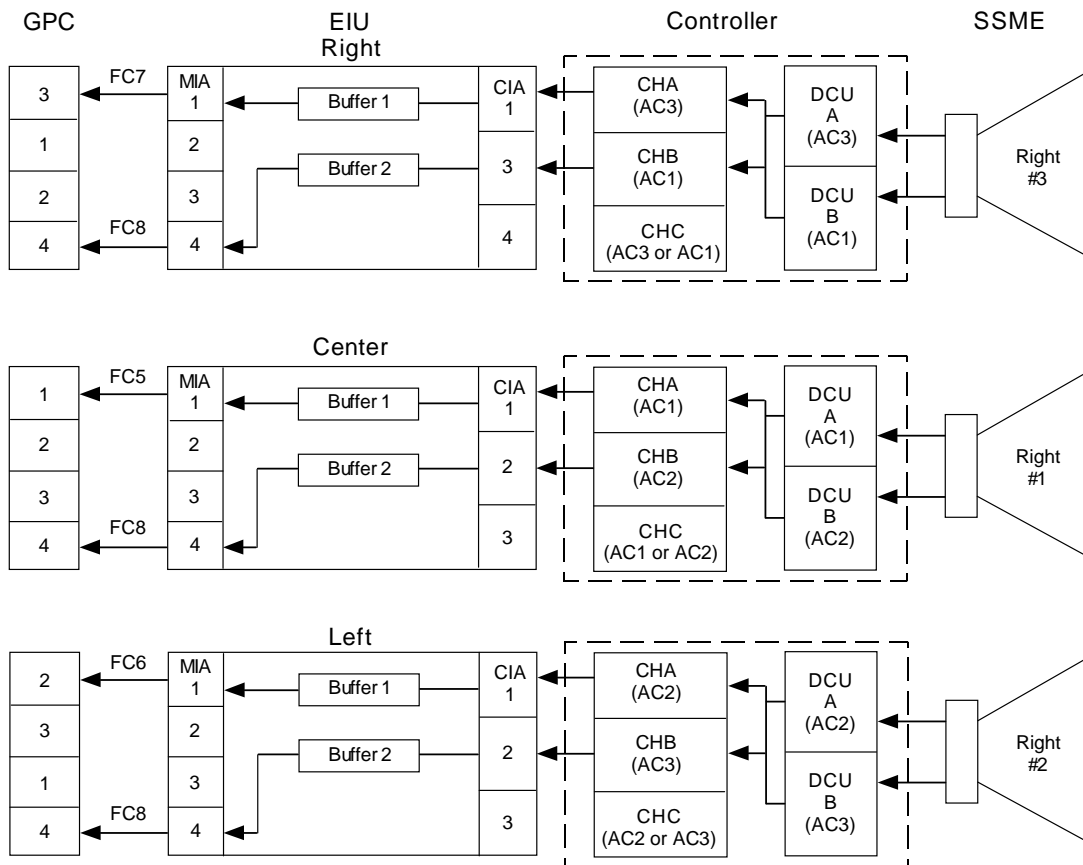 GPC EIU Controller SSME
Right
3
1
2
4
FC7
FC8
MIA
1
2
3
4
Buffer 1
Buffer 2
CIA
1
3
4
CHA
(AC3)
CHB
(AC1)
CHC
(AC3 or AC1)
DCU
A
(AC3)
DCU
B
(AC1)
Right
#3
Center
1
2
3
4
FC5
FC8
MIA
1
2
3
4
Buffer 1
Buffer 2
CIA
1
2
3
CHA
(AC1)
CHB
(AC2)
CHC
(AC1 or AC2)
DCU
A
(AC1)
DCU
B
(AC2)
Right
#1
Left
2
3
1
4
FC6
FC8
MIA
1
2
3
4
Buffer 1
Buffer 2
CIA
1
2
3
CHA
(AC2)
CHB
(AC3)
CHC
(AC2 or AC3)
DCU
A
(AC2)
DCU
B
(AC3)
Right
#2